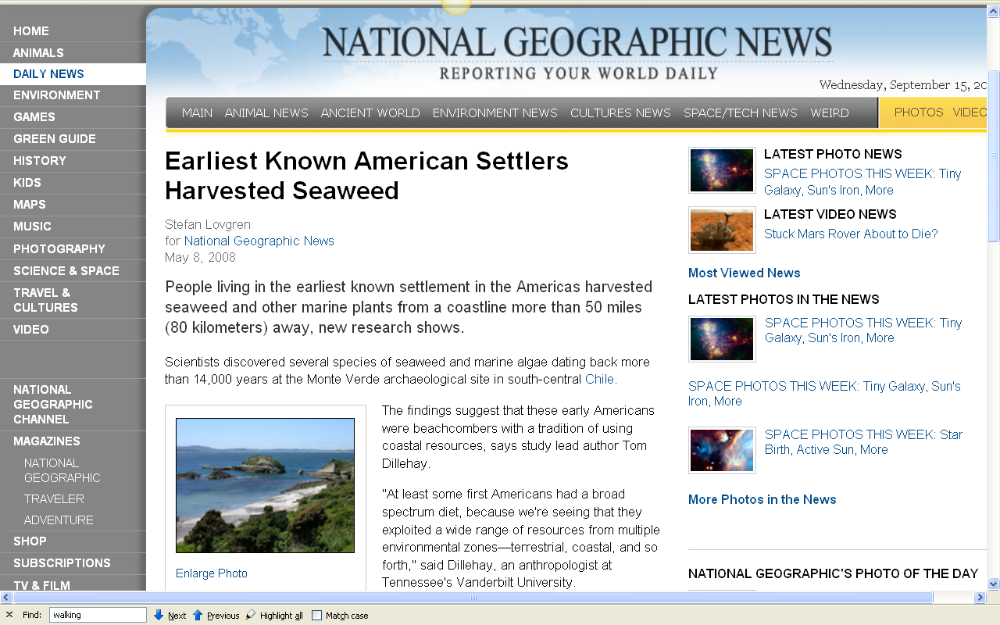 HOME
ANIMALS
DAILY NEWS
ENVIRONMENT
GAMES
GREEN GUIDE
HISTORY
KIDS
MAPS
MUSIC
PHOTOGRAPHY
SCIENCE & SPACE
TRAVEL &
CULTURES
VIDEO
NATIONAL
GEOGRAPHIC
CHANNEL
MAGAZINES
NATIONAL
GEOGRAPHIC
TRAVELER
ADVENTURE
SHOP
SUBSCRIPTIONS
TV & FILM
NATIONAL GEOGRAPHIC NEWS
REPORTING YOUR WORLD DAILY
Wednesday, September 15, 20
MAIN ANIMAL NEWS ANCIENT WORLD ENVIRONMENT NEWS CULTURES NEWS SPACE/TECH NEWS WEIRD PHOTOS VIDEO
Earliest Known American Settlers
Harvested Seaweed
Stefan Lovgren
for National Geographic News
May 8, 2008
People living in the earliest known settlement in the Americas harvested
seaweed and other marine plants from a coastline more than 50 miles
(80 kilometers) away, new research shows.
Scientists discovered several species of seaweed and marine algae dating back more
than 14,000 years at the Monte Verde archaeological site in south-central Chile.
Enlarge Photo
The findings suggest that these early Americans
were beachcombers with a tradition of using
coastal resources, says study lead author Tom
Dillehay.
"At least some first Americans had a broad
spectrum diet, because we're seeing that they
exploited a wide range of resources from multiple
environmental zones—terrestrial, coastal, and so
forth," said Dillehay, an anthropologist at
Tennessee's Vanderbilt University.
LATEST PHOTO NEWS
SPACE PHOTOS THIS WEEK: Tiny
Galaxy, Sun's Iron, More
LATEST VIDEO NEWS
Stuck Mars Rover About to Die?
Most Viewed News
LATEST PHOTOS IN THE NEWS
SPACE PHOTOS THIS WEEK: Tiny
Galaxy, Sun's Iron, More
SPACE PHOTOS THIS WEEK: Tiny Galaxy, Sun's
Iron, More
SPACE PHOTOS THIS WEEK: Star
Birth, Active Sun, More
More Photos in the News
NATIONAL GEOGRAPHIC'S PHOTO OF THE DAY
Find: walking Next Previous Highlight all Match case